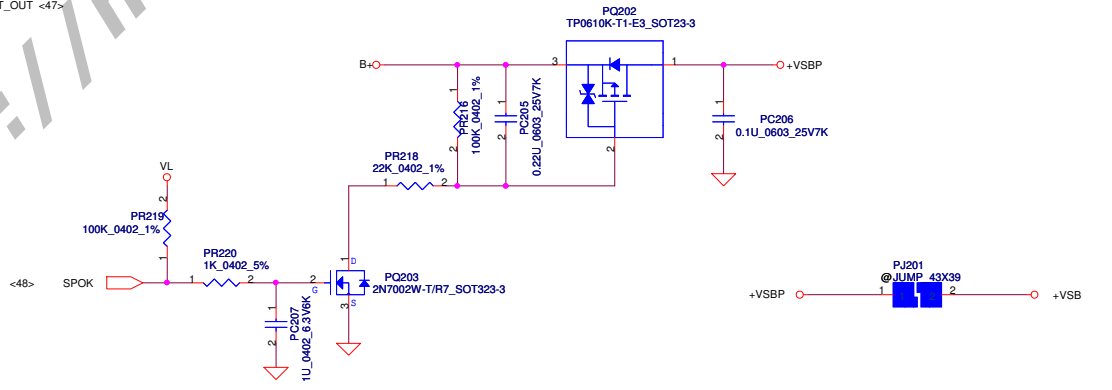 T_OUT <47>
PQ202
TP0610K-T1-E3_SOT23-3
B+
3
1
+VSBP
1
PR216
100K_0402_1%
2
1
PC205
0.22U_0603_25V7K
2
2
1
PC206
0.1U_0603_25V7K
2
PR218
22K_0402_1%
1
2
VL
2
PR219
100K_0402_1%
1
PR220
1K_0402_5%
<48>
SPOK
1
2
2
G
1
D
PQ203
2N7002W-T/R7_SOT323-3
3
S
1
PC207
1U_0402_6.3V6K
2
PJ201
@JUMP_43X39
+VSBP
1
1
2
2
+VSB